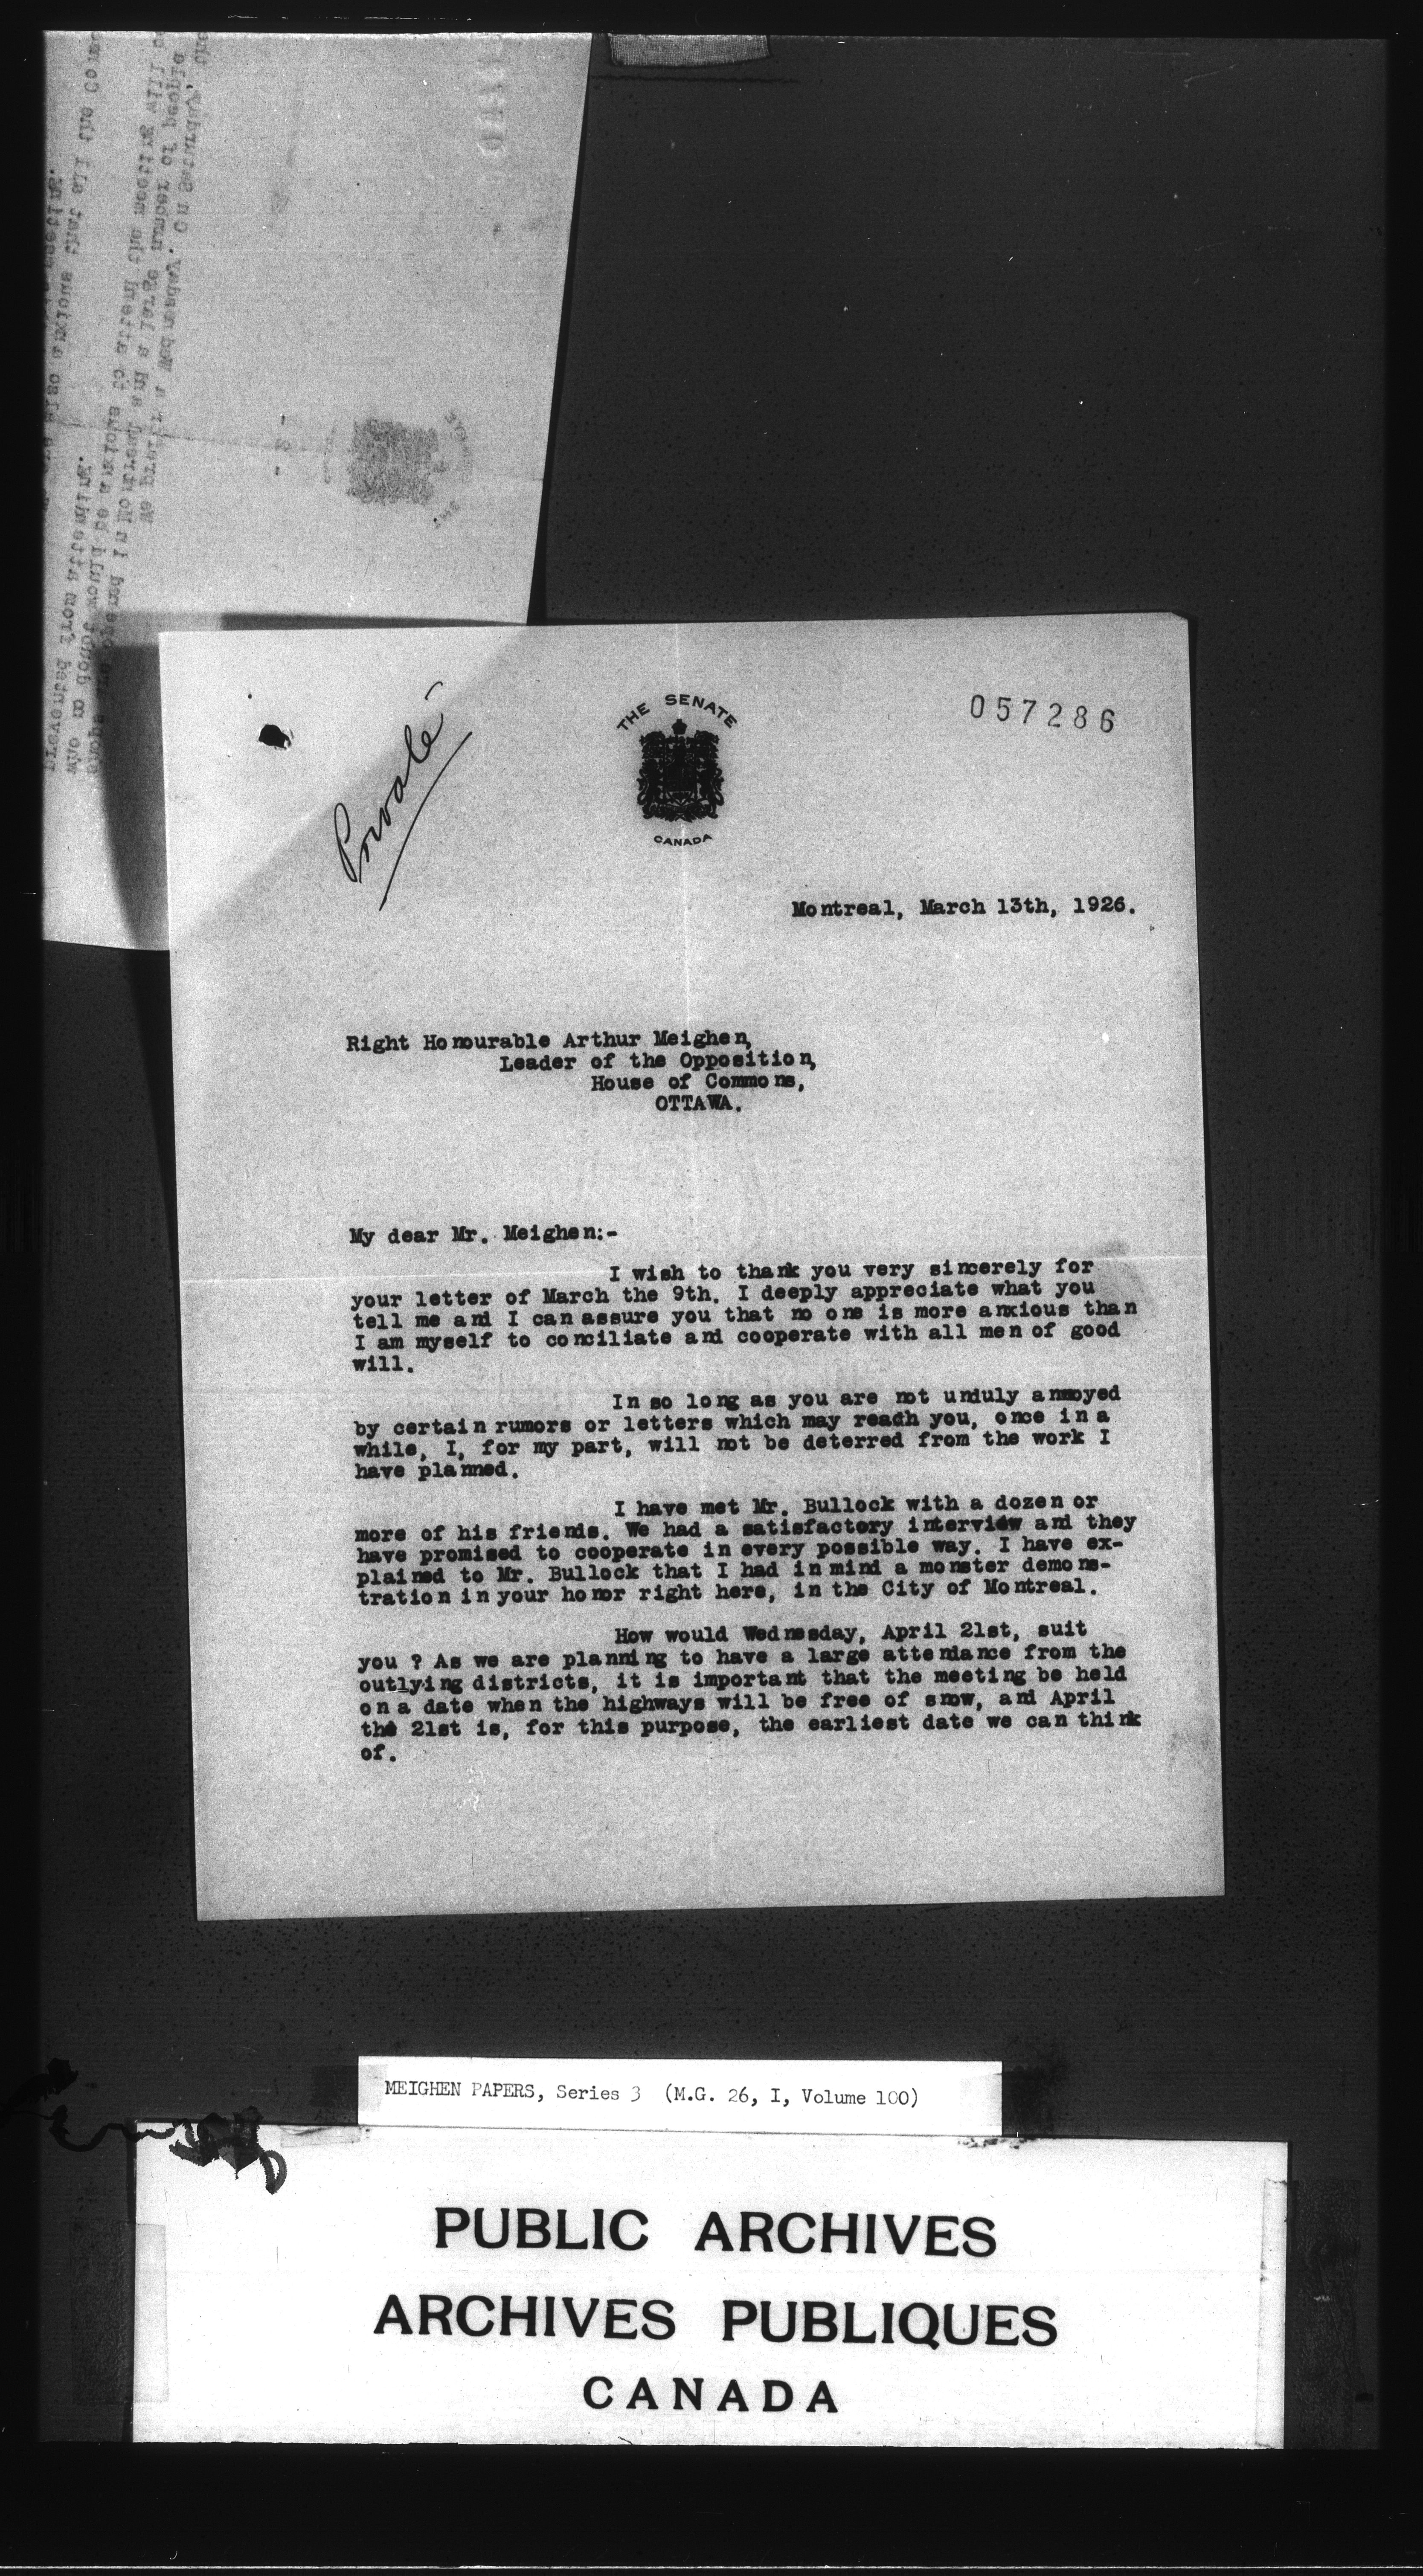 Private
THE SENATE
CANADA
057286
Montreal, March 13th, 1926.
Right Honourable Arthur Meighen,
Leader of the Opposition,
House of Commons,
OTTAWA.
My dear Mr. Meighen:-
I wish to thank you very sincerely for
your letter of March the 9th. I deeply appreciate what you
tell me and I can assure you that no one is more anxious than
I am myself to conciliate and cooperate with all men of good
will.
In so long as you are not unduly annoyed
by certain rumors or letters which may reach you, once in a
while, I, for my part, will not be deterred from the work I
have planned.
I have met Mr. Bullock with a dozen or
more of his friends. We had a satisfactory interview and they
have promised to cooperate in every possible way. I have ex-
plained to Mr. Bullock that I had in mind a monster demons-
tration in your honor right here, in the City of Montreal.
How would Wednesday, April 21st, suit
you ? As we are planning to have a large attendance from the
outlying districts, it is important that the meeting be held
on a date when the highways will be free of snow, and April
the 21st is, for this purpose, the earliest date we can think
of.
MEIGHEN PAPERS, Series 3 (M.G. 26, I, Volume 100)
PUBLIC ARCHIVES
ARCHIVES PUBLIQUES
CANADA